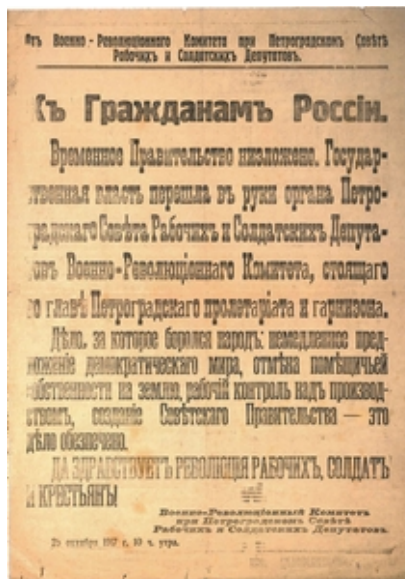 Отъ Военно-Революціоннаго Комитета при Петроградскомъ Совѣтѣ
Рабочихъ и Солдатскихъ Депутатовъ.
Къ Гражданамъ Россіи.
Временное Правительство низложено. Государ-
ственная власть перешла въ руки органа Петро-
градскаго Совѣта Рабочихъ и Солдатскихъ Депута-
товъ Военно-Революціоннаго Комитета, стоящаго
во главѣ Петроградскаго пролетаріата и гарнизона.
Дѣло, за которое боролся народъ: немедленное пред-
ложеніе демократическаго мира, отмѣна помѣщичьей
собственности на землю, рабочій контроль надъ производ-
ствомъ, созданіе Совѣтскаго Правительства — это
дѣло обезпечено.
ДА ЗДРАВСТВУЕТЪ РЕВОЛЮЦІЯ РАБОЧИХЪ, СОЛДАТЪ
И КРЕСТЬЯНЪ!
Военно-Революціонный Комитетъ
при Петроградскомъ Совѣтѣ
Рабочихъ и Солдатскихъ Депутатовъ.
25 октября 1917 г. 10 ч. утра.